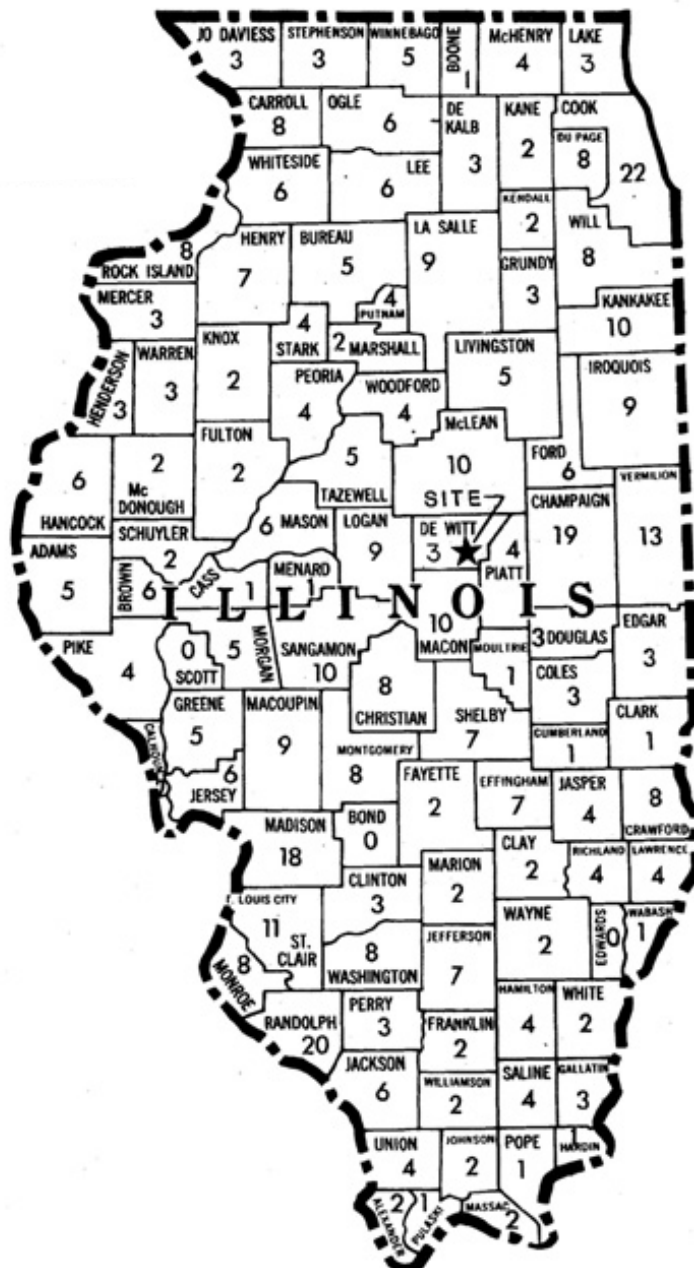 JO DAVIESS STEPHENSON WINNEBAGO BOONE McHENRY LAKE
3 3 5 1 4 3
CARROLL OGLE DE KALB KANE COOK
8 6 3 2 22
DU PAGE
8
WHITESIDE LEE
6 6
KENDALL
2
ROCK ISLAND HENRY BUREAU LA SALLE GRUNDY WILL
8 7 5 9 3 8
MERCER PUTNAM KANKAKEE
3 4 10
HENDERSON WARREN KNOX STARK MARSHALL LIVINGSTON IROQUOIS
3 3 2 4 2 5 9
PEORIA WOODFORD
4 4
HANCOCK Mc DONOUGH FULTON TAZEWELL McLEAN FORD VERMILION
6 2 2 5 10 6 13
SITE
ADAMS SCHUYLER MASON LOGAN DE WITT PIATT CHAMPAIGN
5 2 6 9 3 4 19
BROWN CASS MENARD
6 1 1
ILLINOIS
PIKE SCOTT MORGAN SANGAMON MACON MOULTRIE DOUGLAS EDGAR
4 0 5 10 10 1 3 3
CHRISTIAN SHELBY COLES
8 7 3
CALHOUN GREENE MACOUPIN MONTGOMERY CUMBERLAND CLARK
5 9 8 1 1
JERSEY FAYETTE EFFINGHAM JASPER CRAWFORD
6 2 7 4 8
MADISON BOND CLAY RICHLAND LAWRENCE
18 0 2 4 4
CLINTON MARION
3 2
LOUIS CITY
ST. CLAIR WASHINGTON JEFFERSON WAYNE EDWARDS WABASH
11 8 7 2 0 1
MONROE
8
RANDOLPH PERRY FRANKLIN HAMILTON WHITE
20 3 2 4 2
JACKSON WILLIAMSON SALINE GALLATIN
6 2 4 3
UNION JOHNSON POPE HARDIN
4 2 1 1
ALEXANDER PULASKI MASSAC
2 1 2